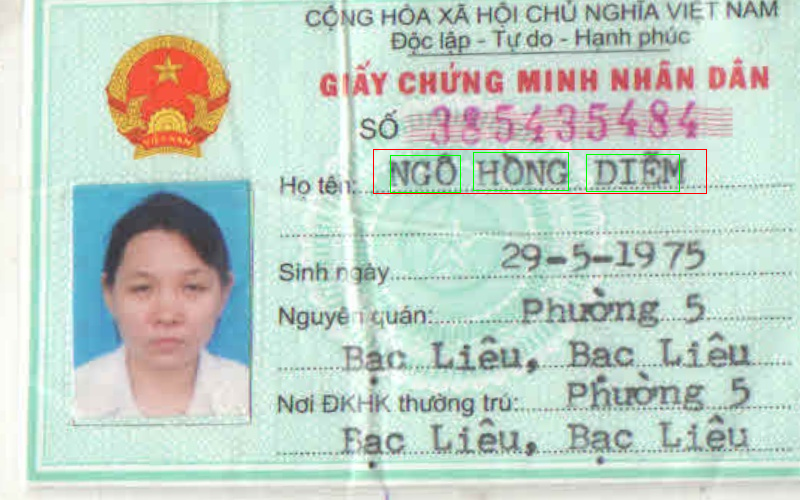 CỘNG HÒA XÃ HỘI CHỦ NGHĨA VIỆT NAM
Độc lập - Tự do - Hạnh phúc
GIẤY CHỨNG MINH NHÂN DÂN
SỐ 385435484
Họ tên: NGÔ HỒNG DIỄM
Sinh ngày 29-5-1975
Nguyên quán: Phường 5
Bạc Liêu, Bạc Liêu
Nơi ĐKHK thường trú: Phường 5
Bạc Liêu, Bạc Liêu
VIỆT NAM